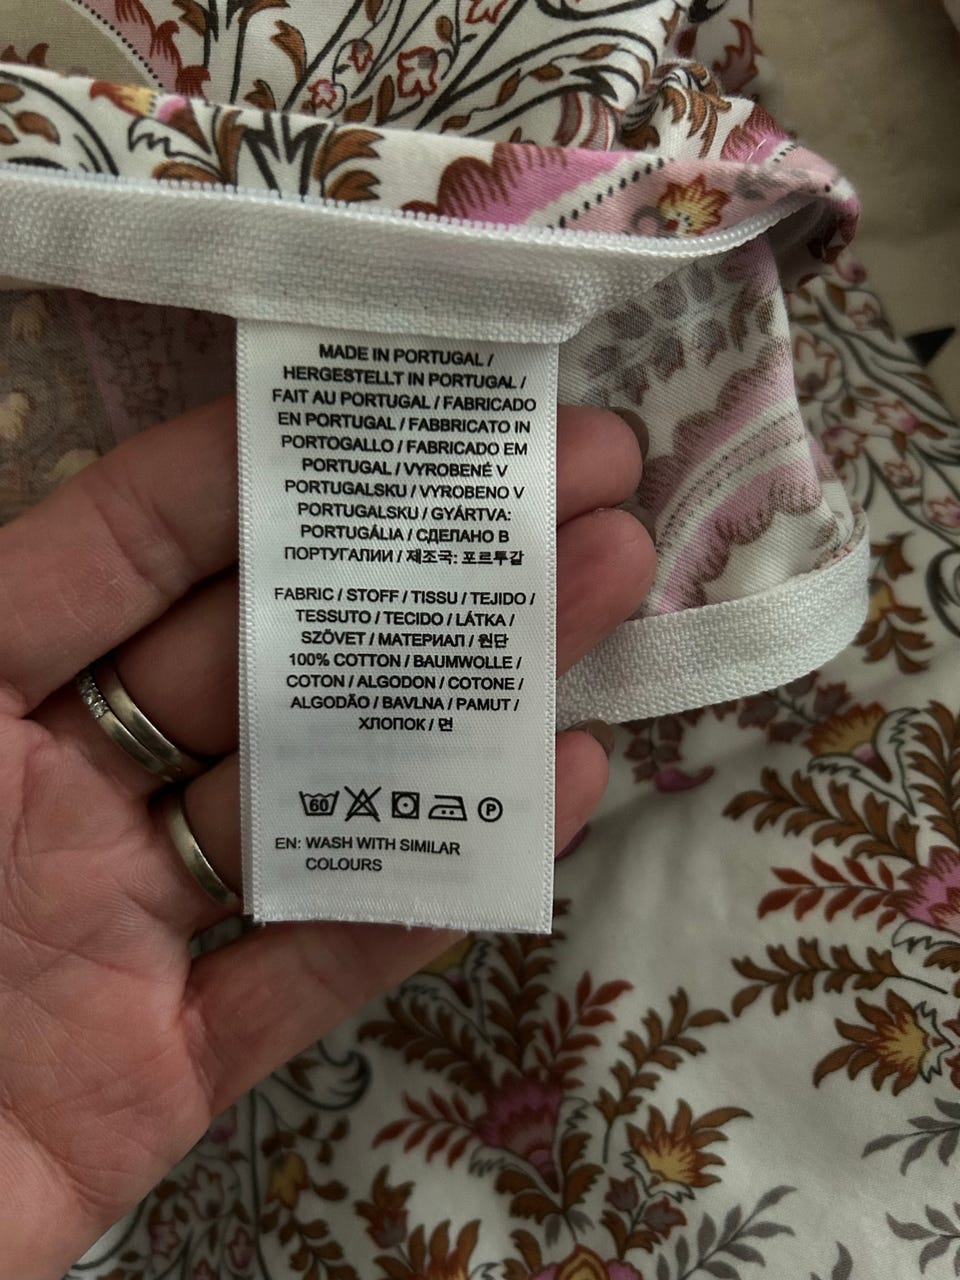 MADE IN PORTUGAL /
HERGESTELLT IN PORTUGAL /
FAIT AU PORTUGAL / FABRICADO
EN PORTUGAL / FABBRICATO IN
PORTOGALLO / FABRICADO EM
PORTUGAL / VYROBENÉ V
PORTUGALSKU / VYROBENO V
PORTUGALSKU / GYÁRTVA:
PORTUGÁLIA / СДЕЛАНО В
ПОРТУГАЛИИ / 제조국: 포르투갈
FABRIC / STOFF / TISSU / TEJIDO /
TESSUTO / TECIDO / LÁTKA /
SZÖVET / МАТЕРИАЛ / 원단
100% COTTON / BAUMWOLLE /
COTON / ALGODON / COTONE /
ALGODÃO / BAVLNA / PAMUT /
ХЛОПОК / 면
60 P
EN: WASH WITH SIMILAR
COLOURS